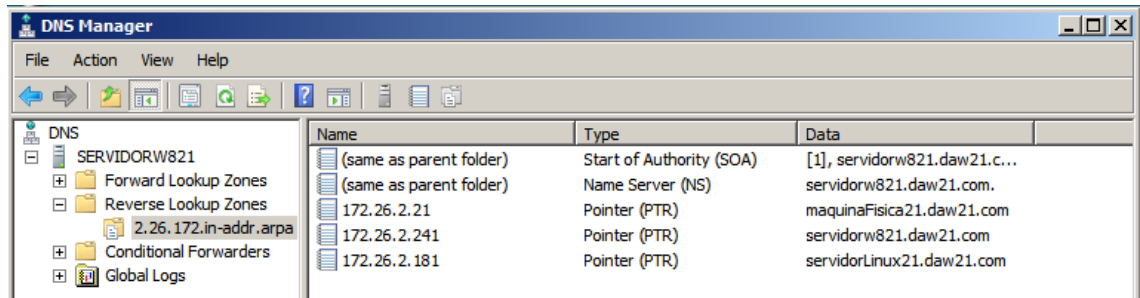 DNS Manager
File Action View Help
DNS
SERVIDORW821
Forward Lookup Zones
Reverse Lookup Zones
2.26.172.in-addr.arpa
Conditional Forwarders
Global Logs
Name Type Data
(same as parent folder) Start of Authority (SOA) [1], servidorw821.daw21.c...
(same as parent folder) Name Server (NS) servidorw821.daw21.com.
172.26.2.21 Pointer (PTR) maquinaFisica21.daw21.com
172.26.2.241 Pointer (PTR) servidorw821.daw21.com
172.26.2.181 Pointer (PTR) servidorLinux21.daw21.com